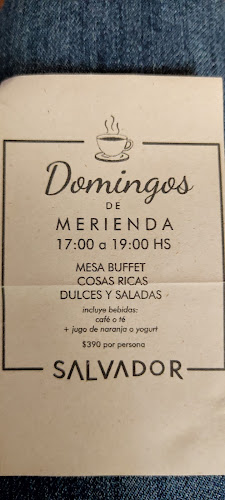 Domingos
DE
MERIENDA
17:00 a 19:00 HS
MESA BUFFET
COSAS RICAS
DULCES Y SALADAS
incluye bebidas:
café o té
+ jugo de naranja o yogurt
$390 por persona
SALVADOR